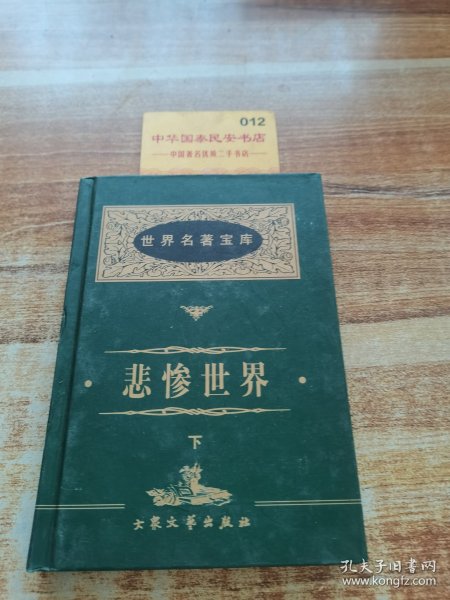 012
中华国泰民安书店
中国著名优质二手书店
世界名著宝库
悲惨世界
下
大众文艺出版社
孔夫子旧书网
www.kongfz.com